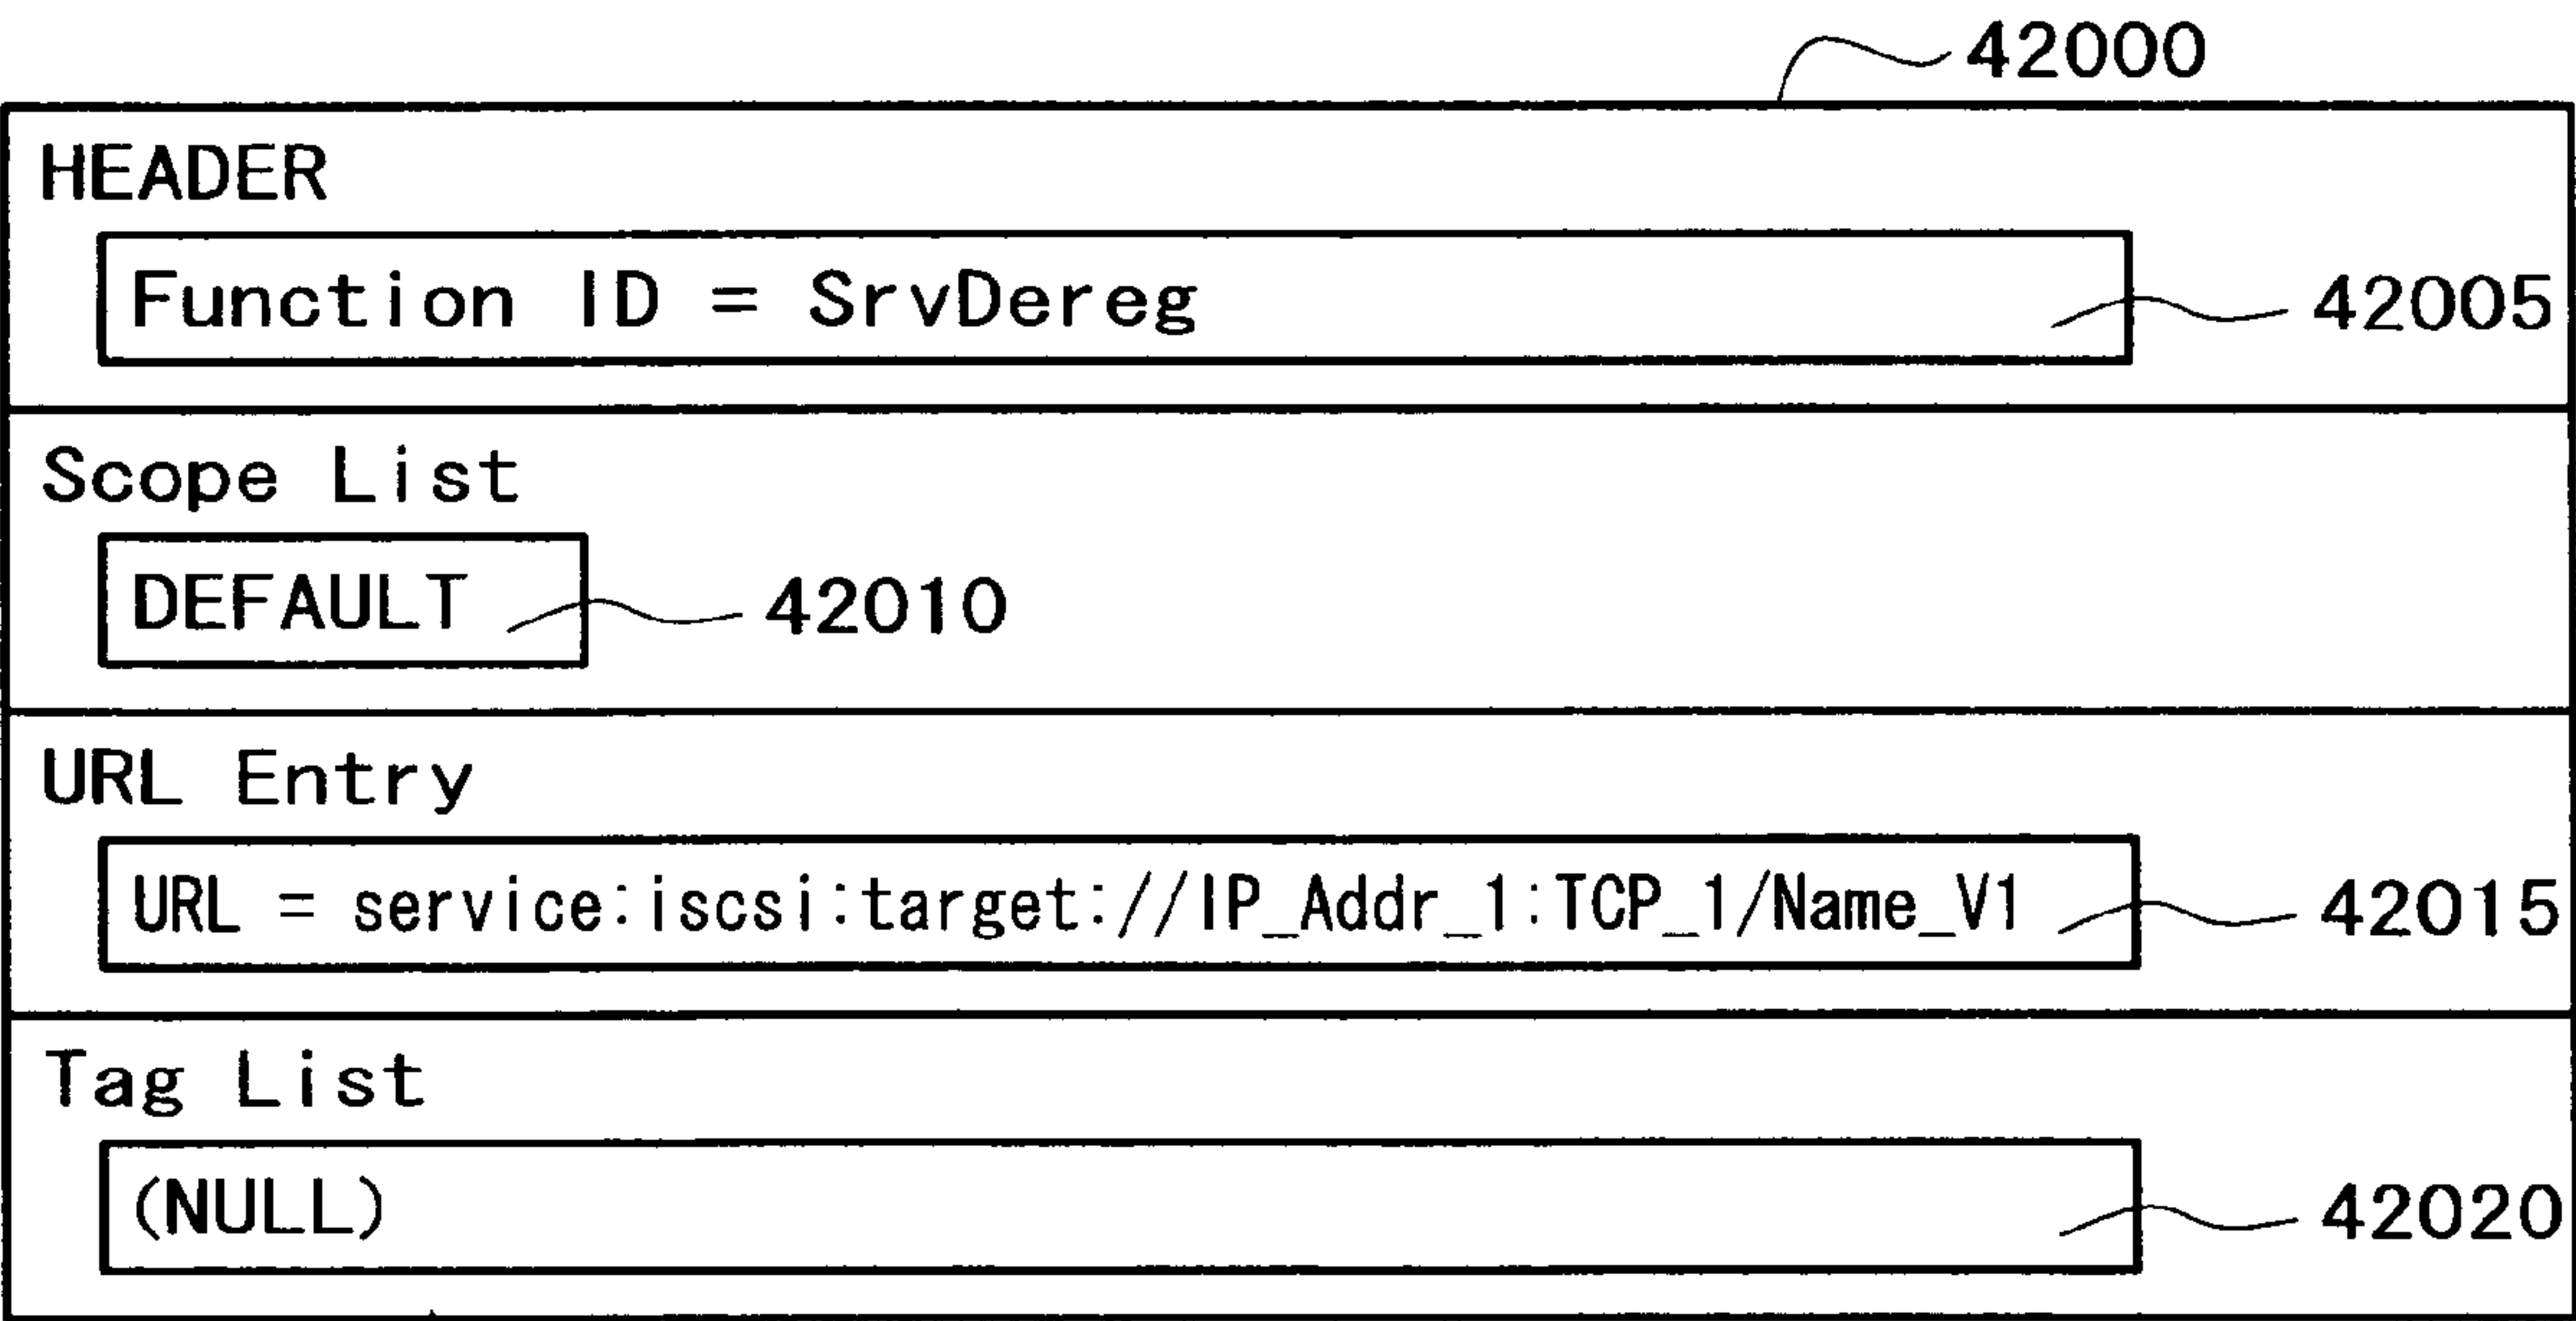 42000
HEADER
Function ID = SrvDereg
42005
Scope List
DEFAULT
42010
URL Entry
URL = service:iscsi:target://IP_Addr_1:TCP_1/Name_V1
42015
Tag List
(NULL)
42020